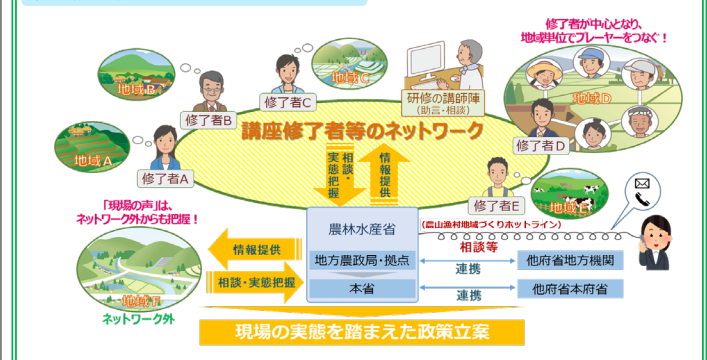 修了者が中心となり、
地域単位でプレーヤーをつなぐ！
地域B
地域C
地域D
修了者B
修了者C
研修の講師陣
（助言・相談）
講座修了者等のネットワーク
地域A
修了者A
修了者D
相談・
実態把握
情報提供
修了者E
地域E
「現場の声」は、
ネットワーク外からも把握！
農林水産省
（農山漁村地域づくりホットライン）
相談等
情報提供
地方農政局・拠点
連携
他府省地方機関
相談・実態把握
本省
連携
他府省本府省
地域F
ネットワーク外
現場の実態を踏まえた政策立案